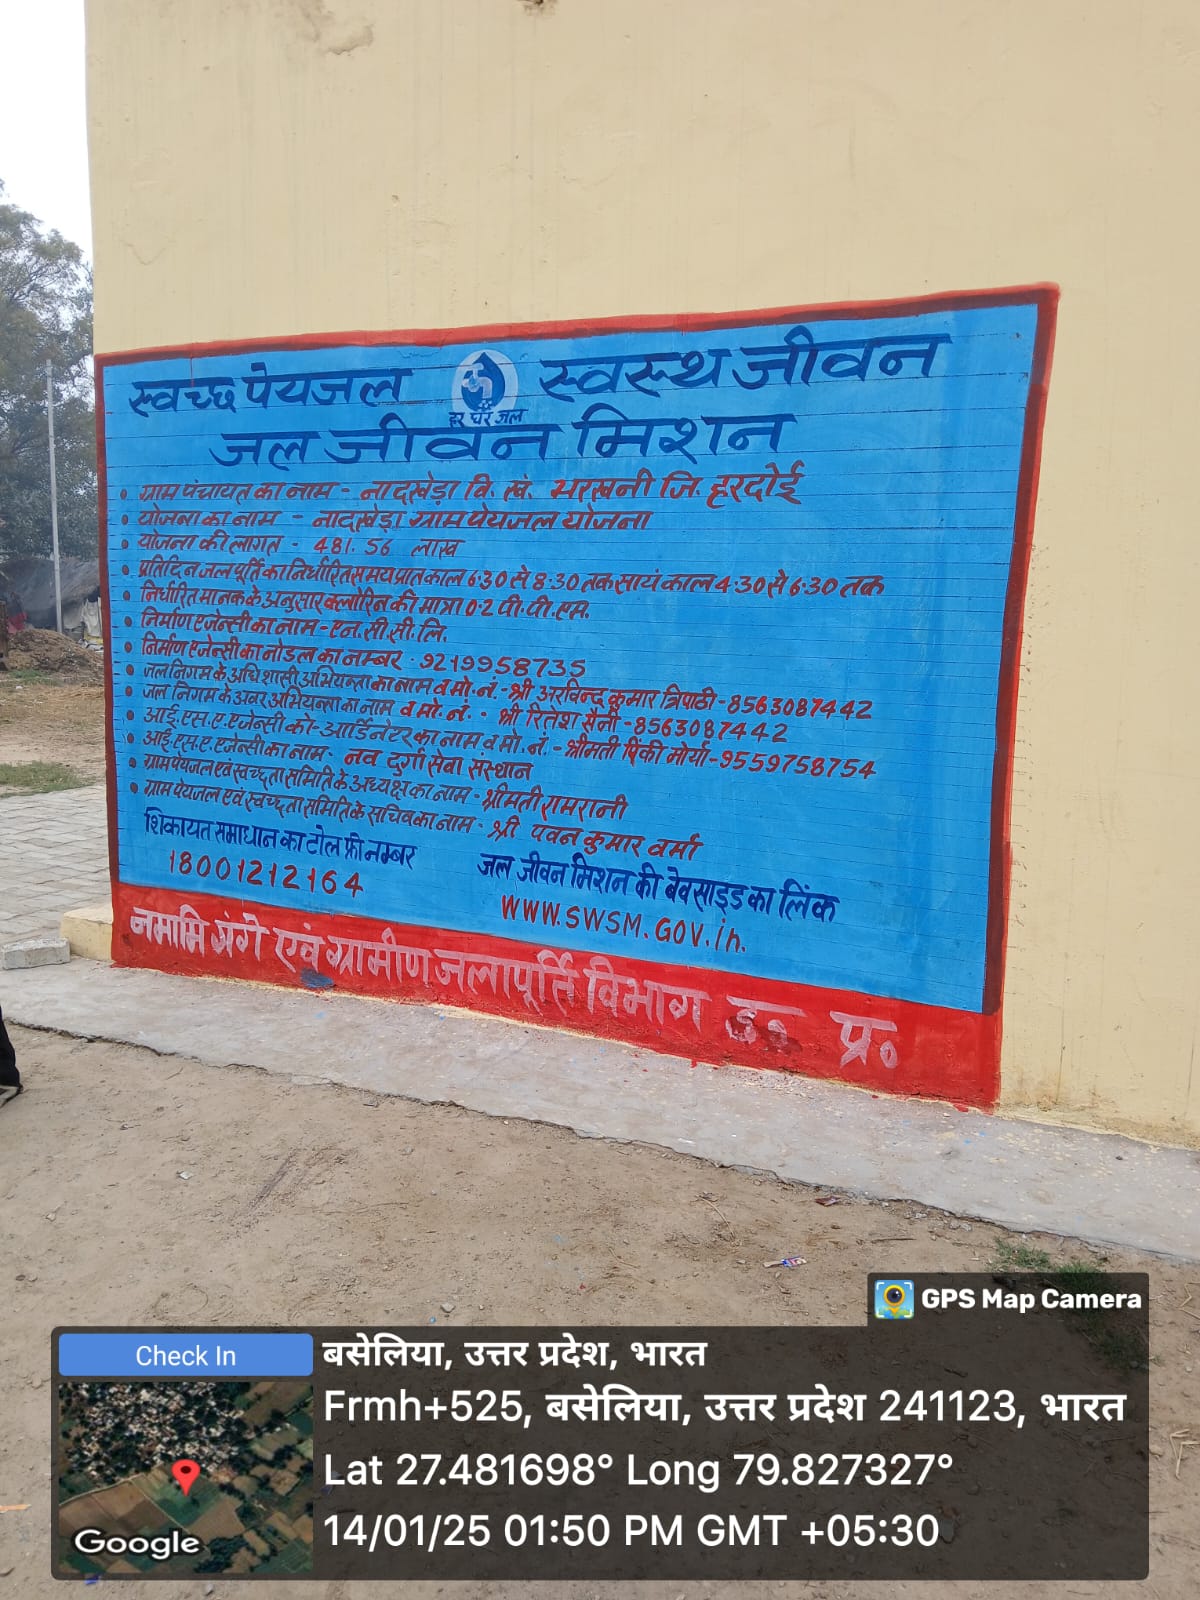 स्वच्छ पेयजल स्वस्थ जीवन
हर घर जल
जल जीवन मिशन
• ग्राम पंचायत का नाम - नादखेड़ा वि. खं. भरखनी जि. हरदोई
• योजना का नाम - नादखेड़ा ग्राम पेयजल योजना
• योजना की लागत - 481.56 लाख
• प्रतिदिन जल पूर्ति का निर्धारित समय प्रातकाल 6:30 से 8:30 तक सायं काल 4:30 से 6:30 तक
• निर्धारित मानक के अनुसार क्लोरिन की मात्रा 0.2 पी.पी.एम.
• निर्माण एजेन्सी का नाम - एन.सी.सी.लि.
• निर्माण एजेन्सी का नोडल का नम्बर - 9219958735
• जल निगम के अधिशासी अभियन्ता का नाम व मो. नं. - श्री अरविन्द कुमार त्रिपाठी - 8563087442
• जल निगम के अवर अभियन्ता का नाम व मो. नं. - श्री रितेश सैनी - 8563087442
• आई.एस.ए. एजेन्सी को-आर्डिनेटर का नाम व मो. नं. - श्रीमती पिंकी मौर्या - 9559758754
• आई.एस.ए. एजेन्सी का नाम - नव दुर्गा सेवा संस्थान
• ग्राम पेयजल एवं स्वच्छता समिति के अध्यक्ष का नाम - श्रीमती रामरानी
• ग्राम पेयजल एवं स्वच्छता समिति के सचिव का नाम - श्री पवन कुमार वर्मा
शिकायत समाधान का टोल फ्री नम्बर
18001212164
जल जीवन मिशन की बेवसाइड का लिंक
WWW.SWSM.GOV.in.
नमामि गंगे एवं ग्रामीण जलापूर्ति विभाग उ० प्र०
GPS Map Camera
Check In
बसेलिया, उत्तर प्रदेश, भारत
Frmh+525, बसेलिया, उत्तर प्रदेश 241123, भारत
Lat 27.481698° Long 79.827327°
14/01/25 01:50 PM GMT +05:30
Google